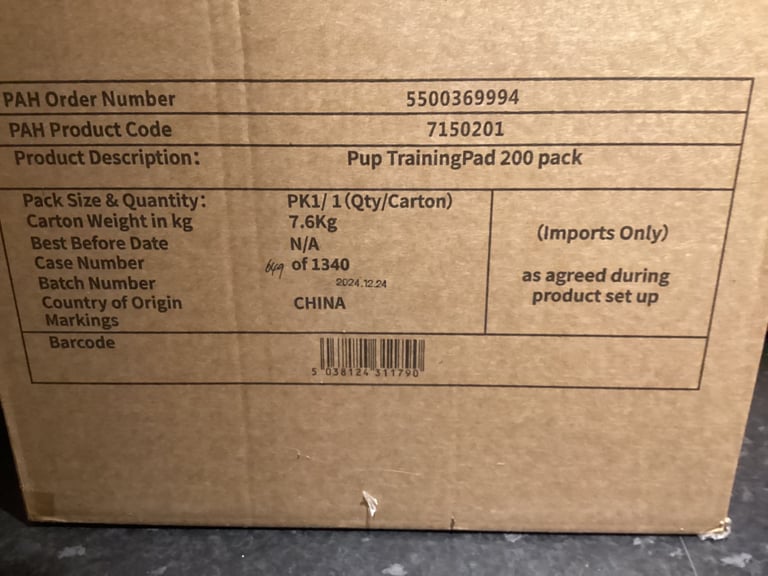 PAH Order Number 5500369994
PAH Product Code 7150201
Product Description: Pup TrainingPad 200 pack
Pack Size & Quantity: PK1/ 1(Qty/Carton)
Carton Weight in kg 7.6Kg
Best Before Date N/A
Case Number of 1340
Batch Number 2024.12.24
Country of Origin CHINA
Markings
(Imports Only)
as agreed during
product set up
Barcode
5 038124 311790